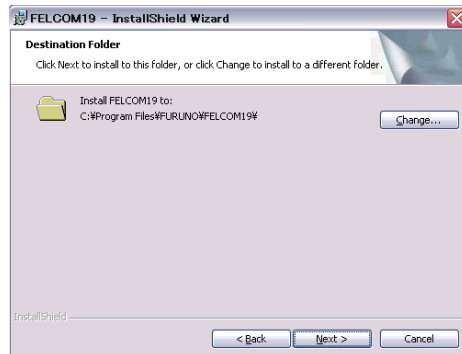 FELCOM19 - InstallShield Wizard
Destination Folder
Click Next to install to this folder, or click Change to install to a different folder.
Install FELCOM19 to:
C:¥Program Files¥FURUNO¥FELCOM19¥
Change...
InstallShield
< Back
Next >
Cancel